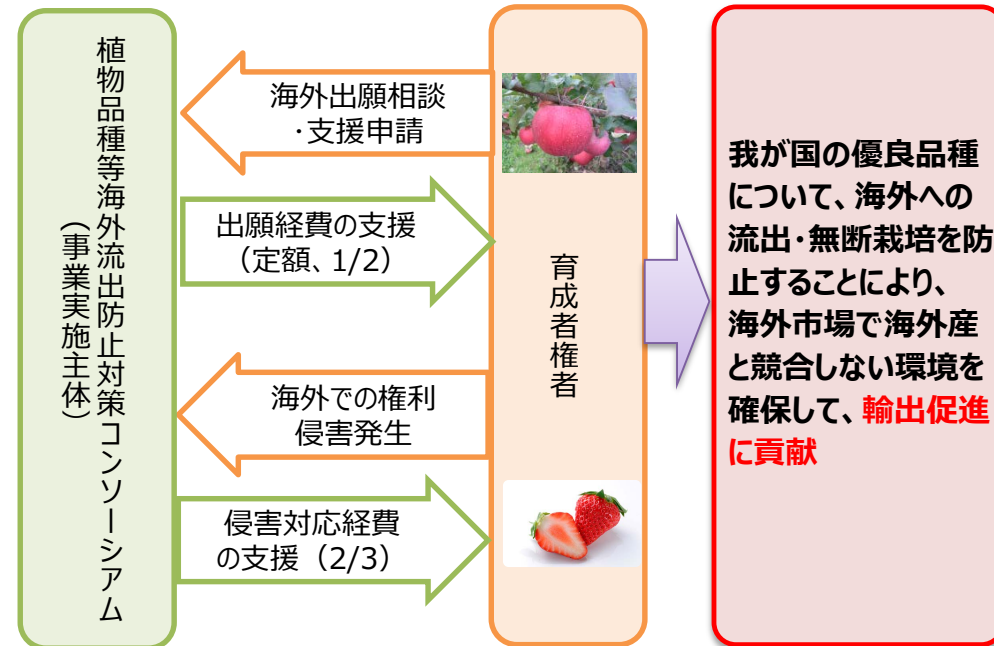 植物品種等海外流出防止対策コンソーシアム
（事業実施主体）
海外出願相談
・支援申請
出願経費の支援
（定額、1/2）
海外での権利
侵害発生
侵害対応経費
の支援（2/3）
育成者権者
我が国の優良品種
について、海外への
流出・無断栽培を防
止することにより、
海外市場で海外産
と競合しない環境を
確保して、輸出促進
に貢献